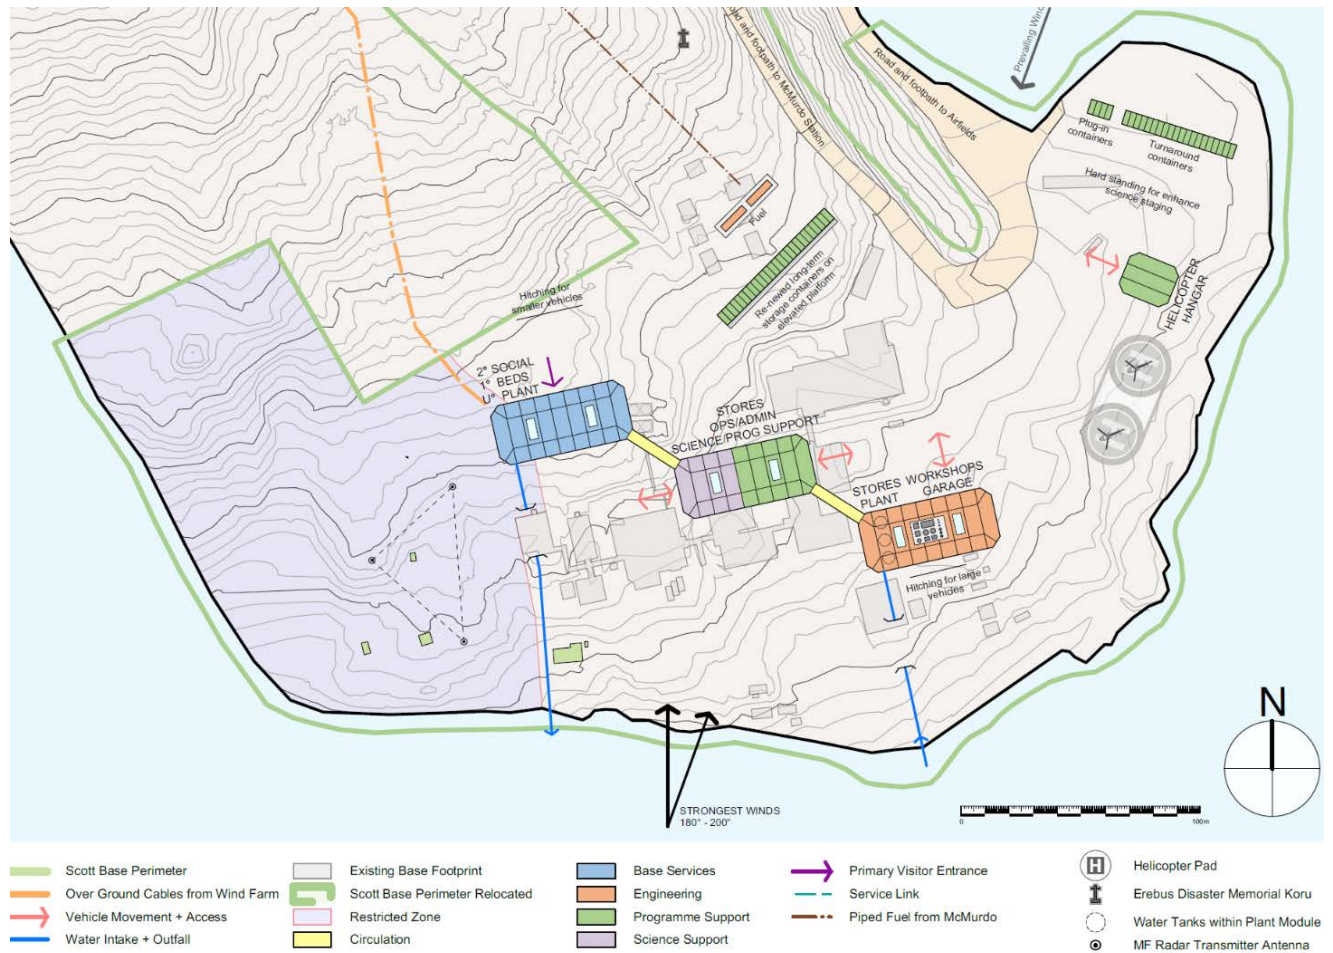 Road and footpath to McMurdo Station
Road and footpath to Airfields
Prevailing Wind
Plug-in
containers
Turnaround
containers
Hard standing for enhance
science staging
Fuel
Re-newed long-term
storage containers on
elevated platform
HELICOPTER
HANGAR
Hitching for
smaller vehicles
2° SOCIAL
1° BEDS
U° PLANT
STORES
OPS/ADMIN
SCIENCE/PROG SUPPORT
STORES WORKSHOPS
PLANT GARAGE
Hitching for large
vehicles
STRONGEST WINDS
180° - 200°
N
0
100m
Scott Base Perimeter
Over Ground Cables from Wind Farm
Vehicle Movement + Access
Water Intake + Outfall
Existing Base Footprint
Scott Base Perimeter Relocated
Restricted Zone
Circulation
Base Services
Engineering
Programme Support
Science Support
Primary Visitor Entrance
Service Link
Piped Fuel from McMurdo
H
Helicopter Pad
Erebus Disaster Memorial Koru
Water Tanks within Plant Module
MF Radar Transmitter Antenna